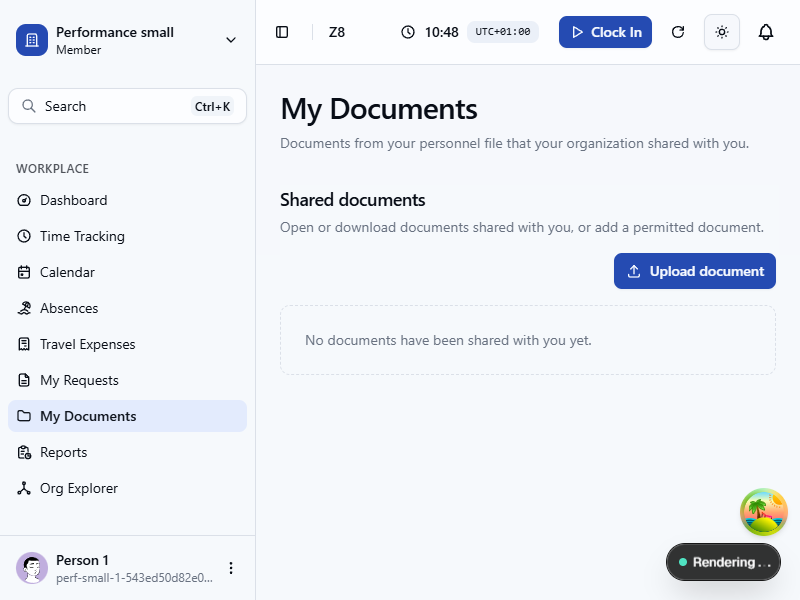 Performance small
Member
Search
Ctrl+K
WORKPLACE
Dashboard
Time Tracking
Calendar
Absences
Travel Expenses
My Requests
My Documents
Reports
Org Explorer
Person 1
perf-small-1-543ed50d82e0...
Z8
10:48
UTC+01:00
Clock In
My Documents
Documents from your personnel file that your organization shared with you.
Shared documents
Open or download documents shared with you, or add a permitted document.
Upload document
No documents have been shared with you yet.
Rendering...